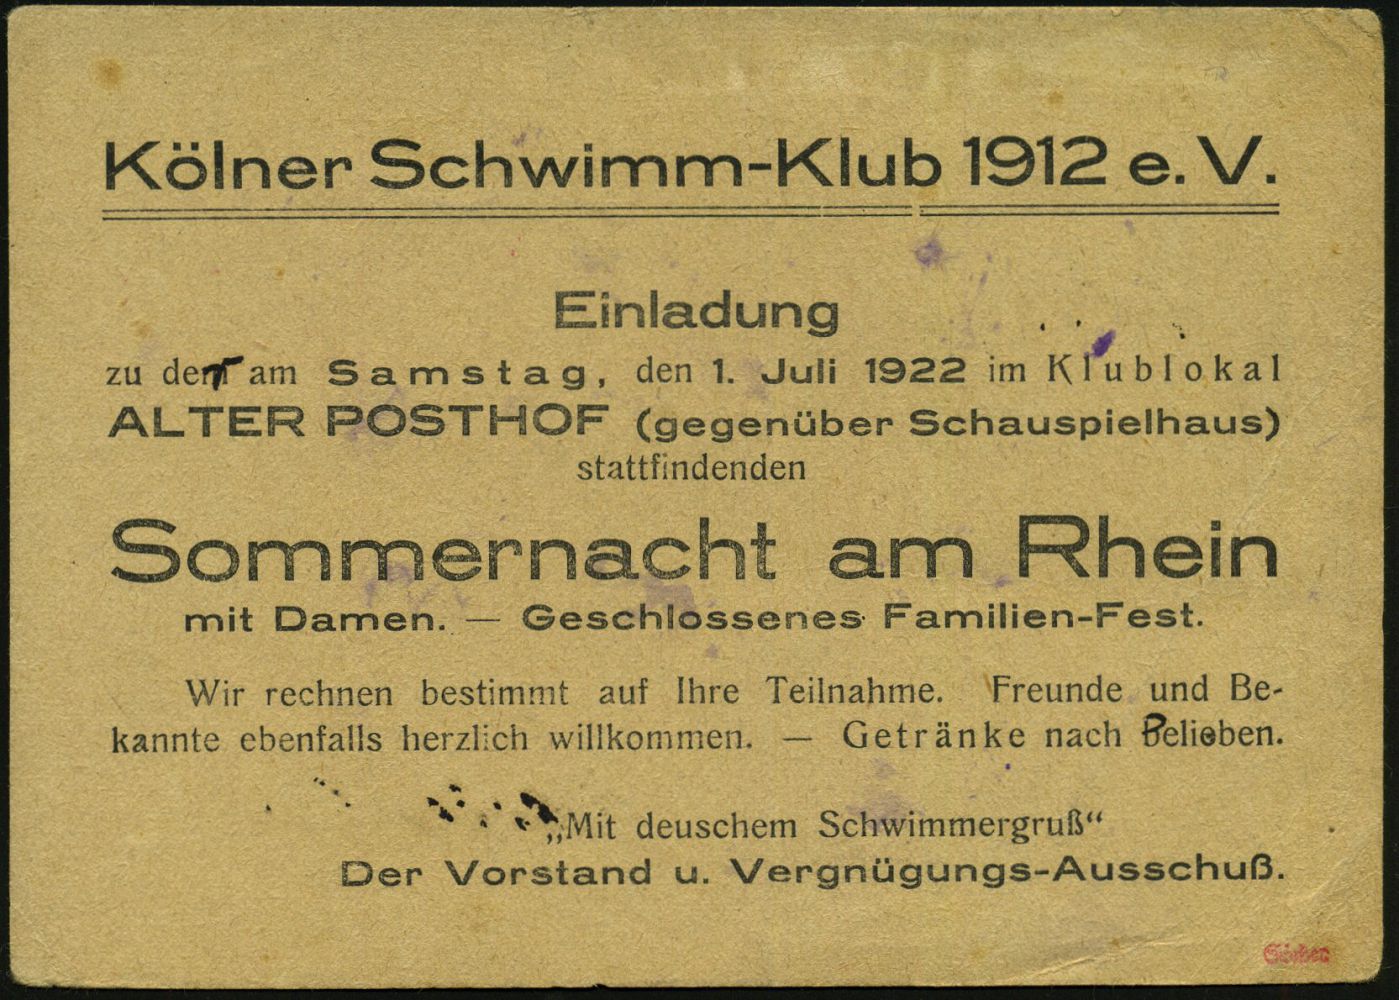 Kölner Schwimm-Klub 1912 e. V.
Einladung
zu der am Samstag, den 1. Juli 1922 im Klublokal
ALTER POSTHOF (gegenüber Schauspielhaus)
stattfindenden
Sommernacht am Rhein
mit Damen. — Geschlossenes Familien-Fest.
Wir rechnen bestimmt auf Ihre Teilnahme. Freunde und Be-
kannte ebenfalls herzlich willkommen. — Getränke nach Belieben.
„Mit deuschem Schwimmergruß“
Der Vorstand u. Vergnügungs-Ausschuß.